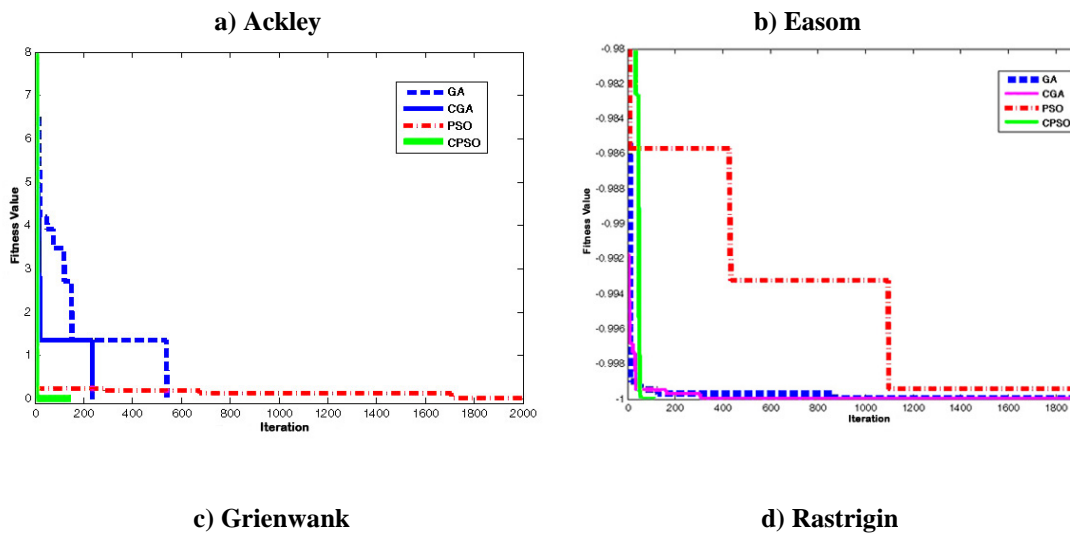 a) Ackley
b) Easom
8
7
6
5
4
3
2
1
0
Fitness Value
GA
CGA
PSO
CPSO
0 200 400 600 800 1000 1200 1400 1600 1800 2000
Iteration
-0.98
-0.982
-0.984
-0.986
-0.988
-0.99
-0.992
-0.994
-0.996
-0.998
-1
Fitness Value
GA
CGA
PSO
CPSO
0 200 400 600 800 1000 1200 1400 1600 1800
Iteration
c) Grienwank
d) Rastrigin